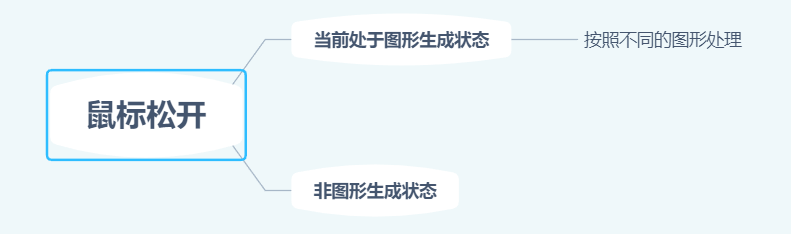 当前处于图形生成状态
按照不同的图形处理
鼠标松开
非图形生成状态